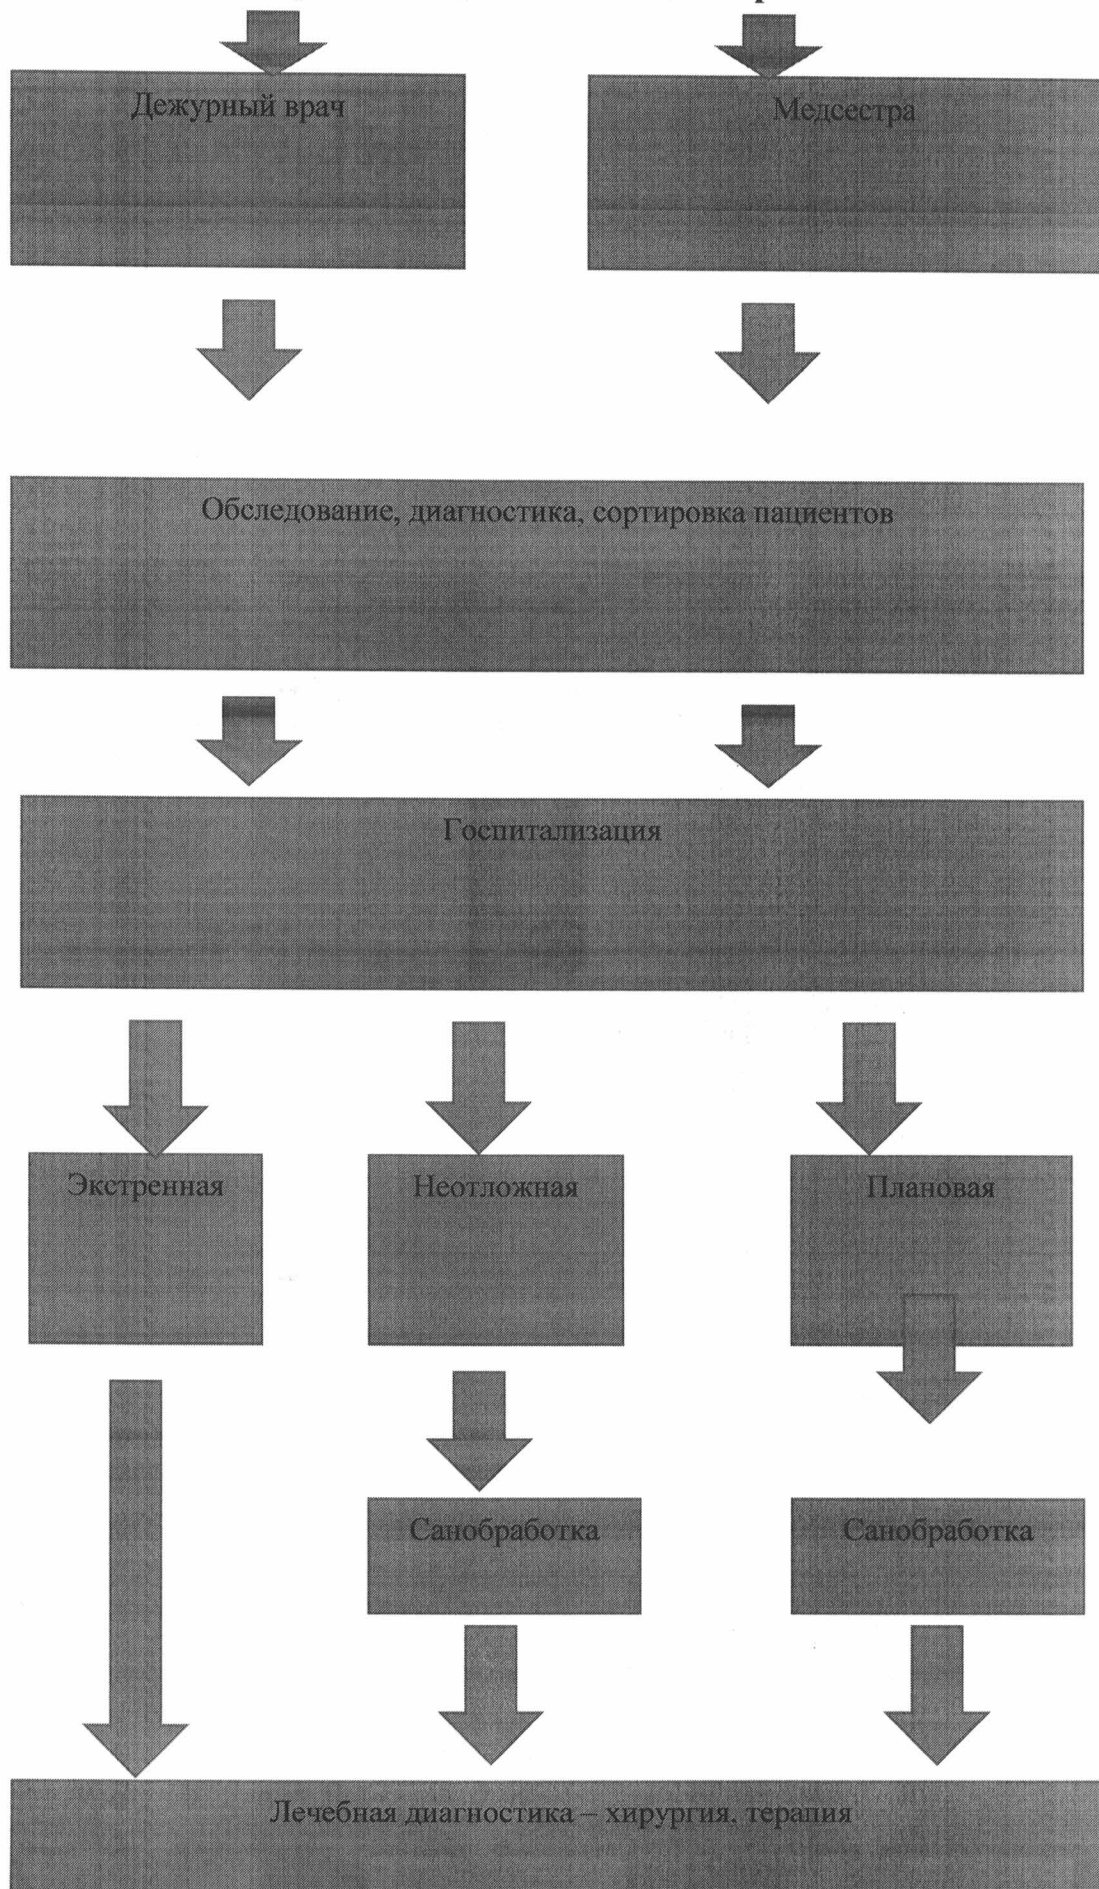 Дежурный врач
Медсестра
Обследование, диагностика, сортировка пациентов
Госпитализация
Экстренная
Неотложная
Плановая
Санобработка
Санобработка
Лечебная диагностика – хирургия, терапия